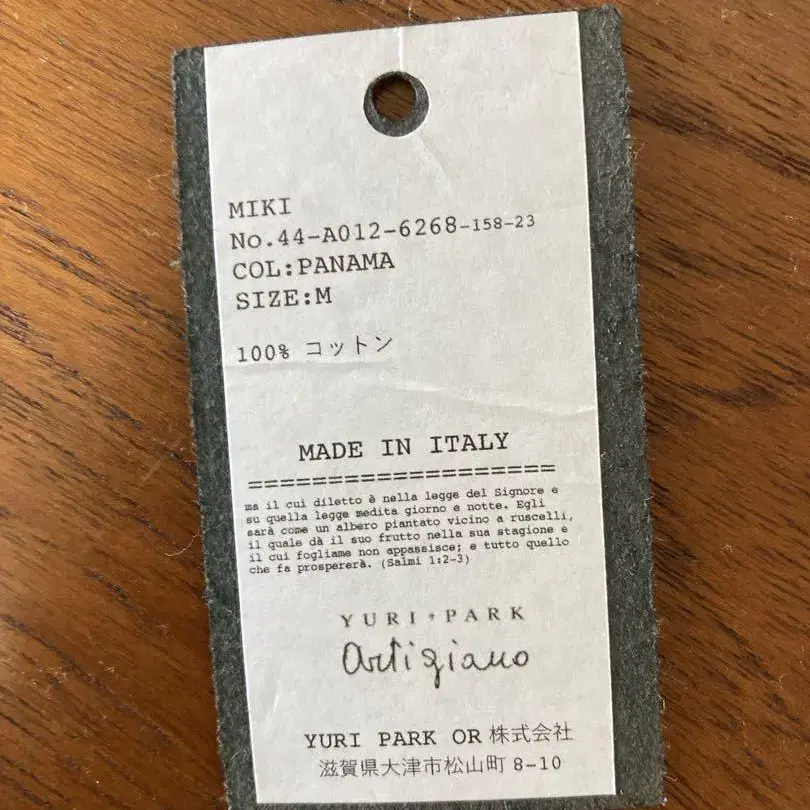 MIKI
No.44-A012-6268-158-23
COL:PANAMA
SIZE:M
100% コットン
MADE IN ITALY
====================
ma il cui diletto è nella legge del Signore e
su quella legge medita giorno e notte. Egli
sarà come un albero piantato vicino a ruscelli,
il quale dà il suo frutto nella sua stagione e
il cui fogliame non appassisce; e tutto quello
che fa prospererà. (Salmi 1:2-3)
YURI+PARK
artigiano
YURI PARK OR 株式会社
滋賀県大津市松山町 8-10